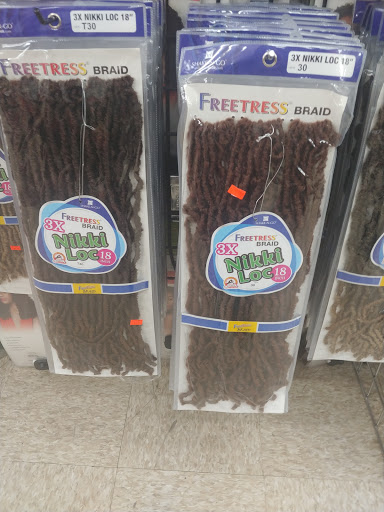 3X NIKKI LOC 18"
T30
FREETRESS BRAID
3X
FREETRESS
BRAID
Nikki
Loc
18
3X NIKKI LOC 18"
30
FREETRESS BRAID
3X
FREETRESS
BRAID
Nikki
Loc
18